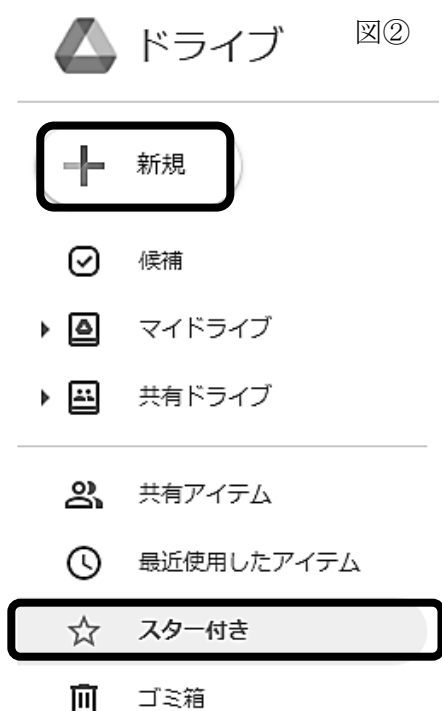 ドライブ 図②
新規
候補
マイドライブ
共有ドライブ
共有アイテム
最近使用したアイテム
スター付き
ゴミ箱